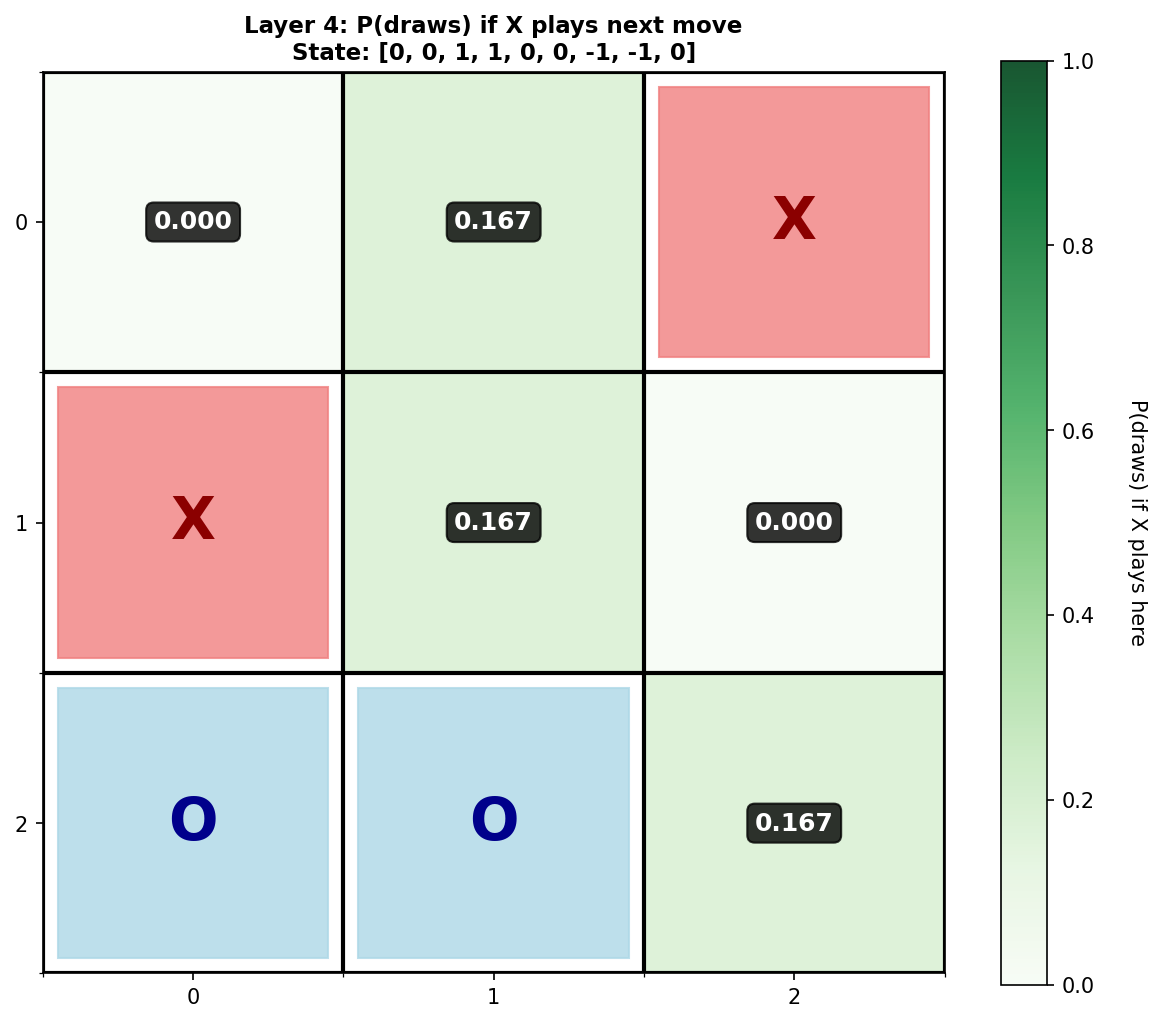 Layer 4: P(draws) if X plays next move
State: [0, 0, 1, 1, 0, 0, -1, -1, 0]
0
0.000
0.167
X
1
X
0.167
0.000
2
O
O
0.167
0
1
2
1.0
0.8
0.6
0.4
0.2
0.0
P(draws) if X plays here